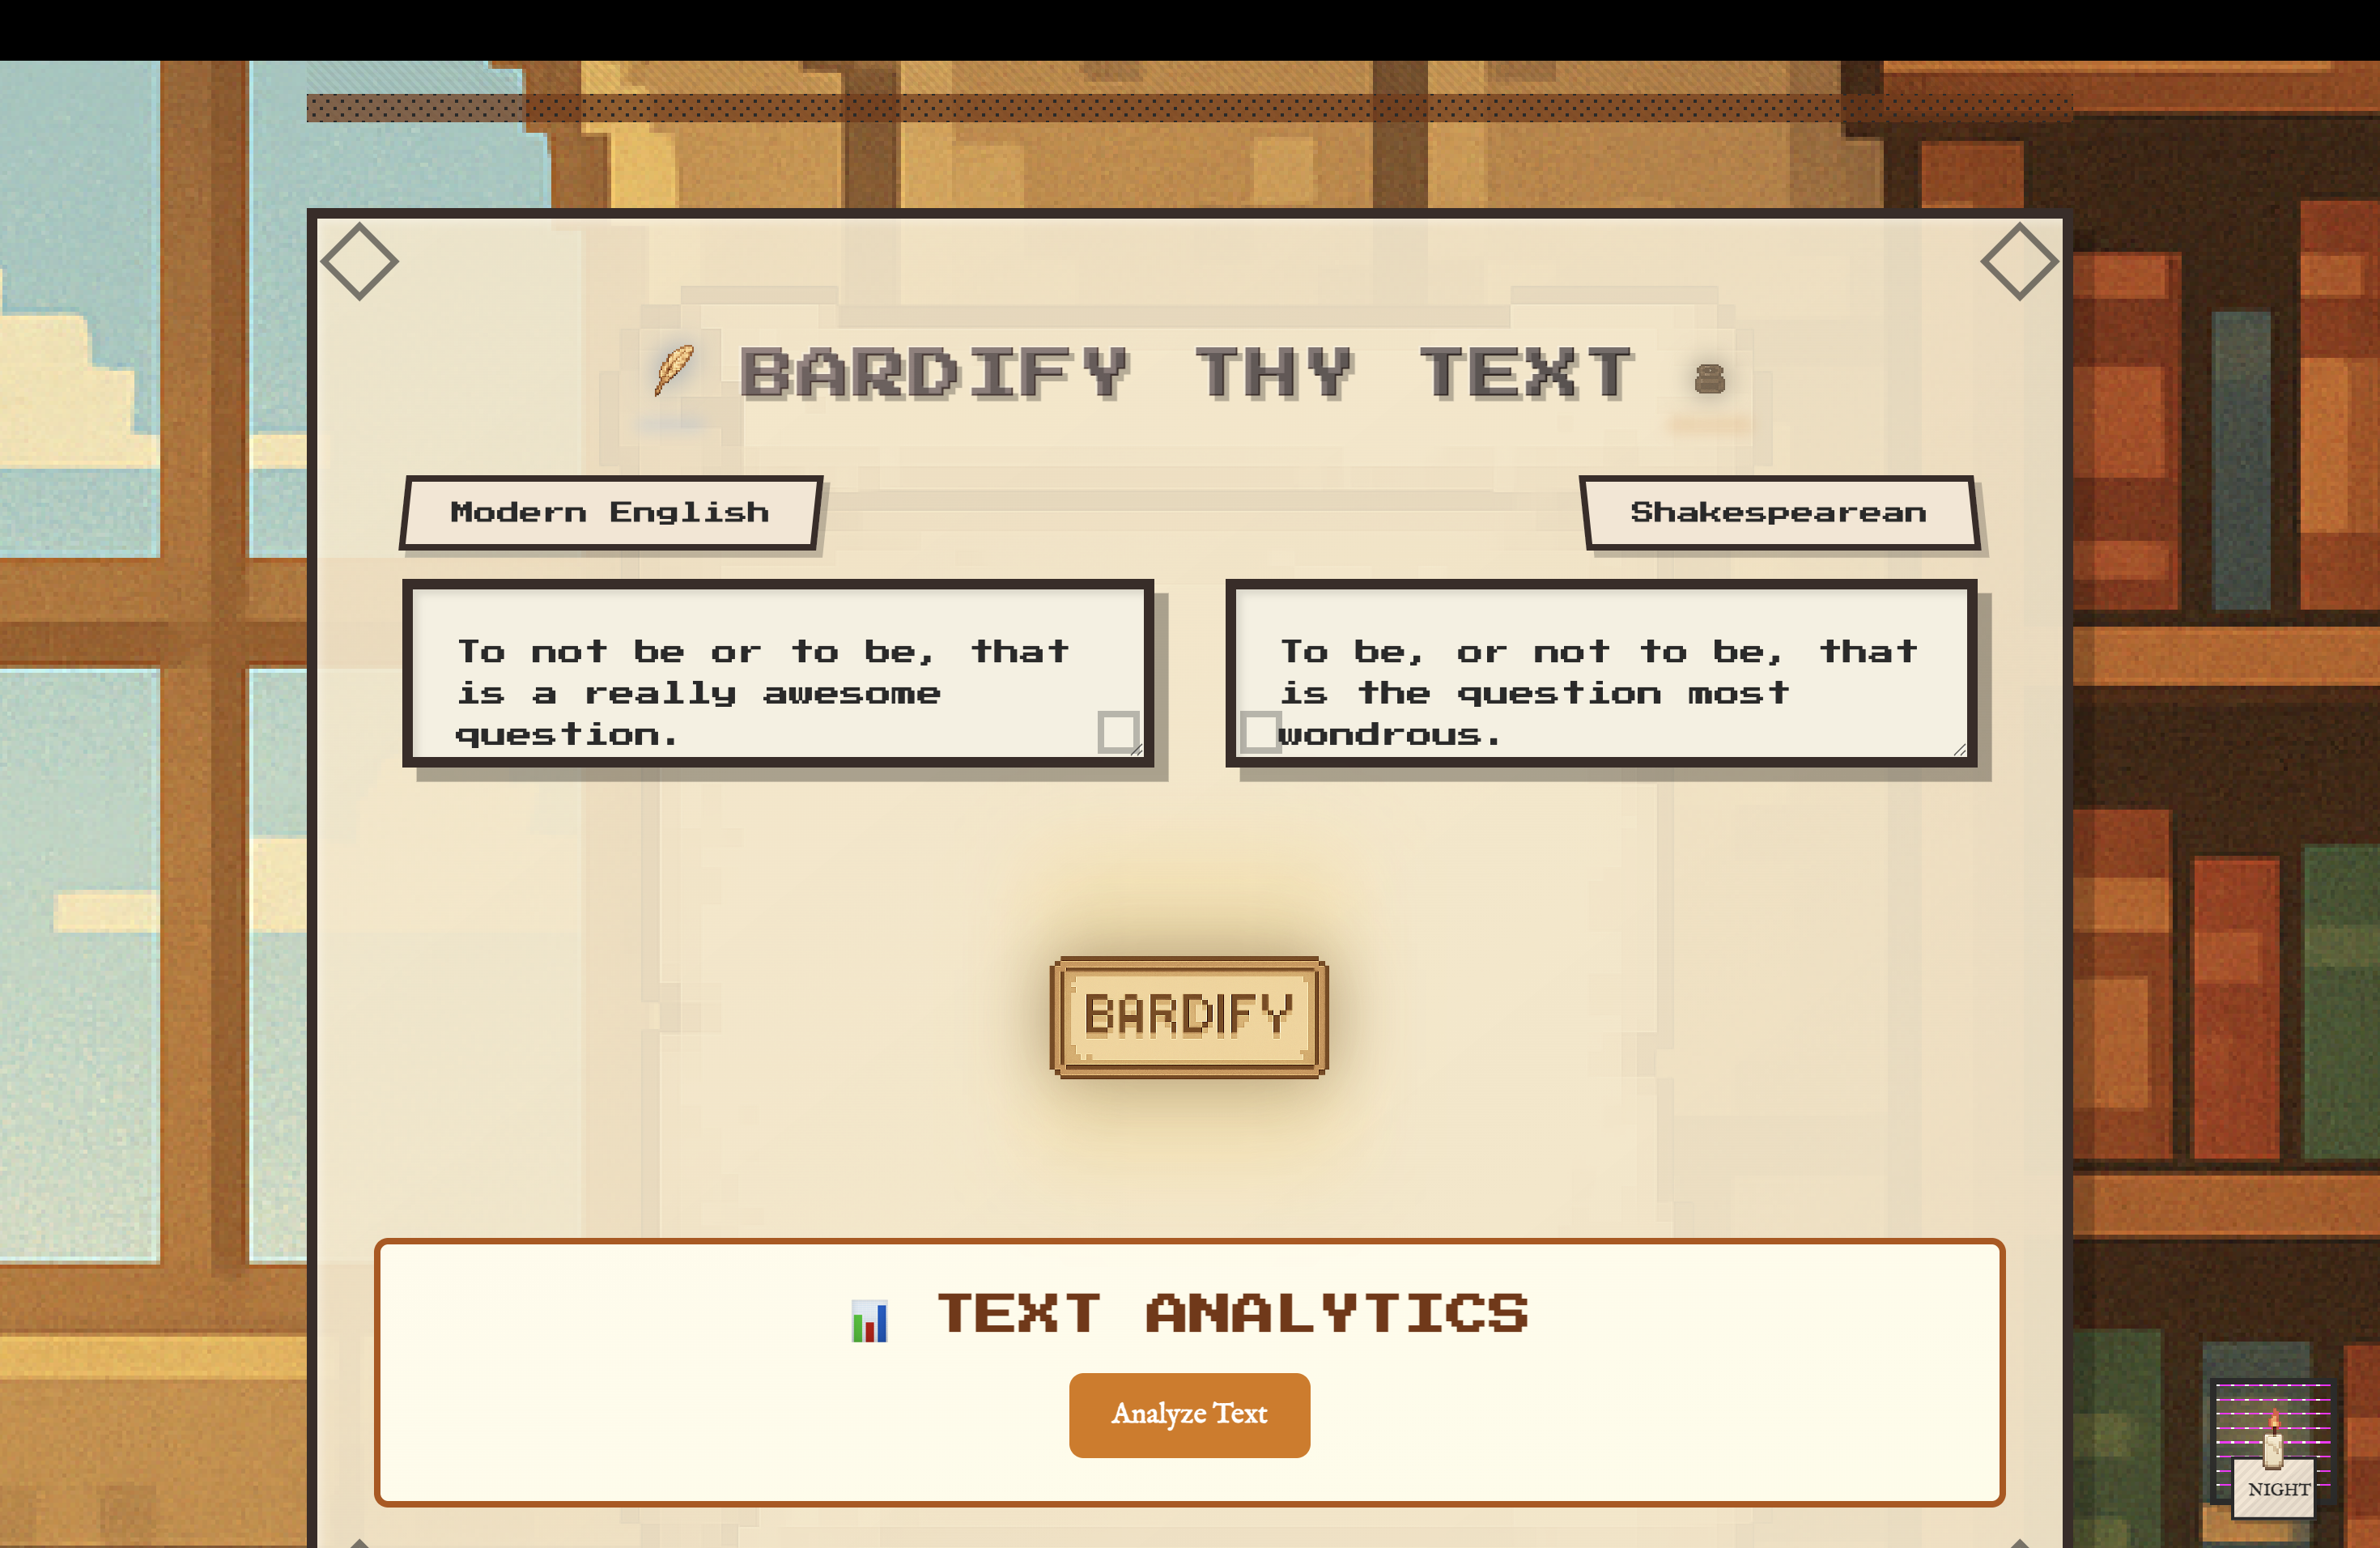 BARDIFY THY TEXT
Modern English
Shakespearean
To not be or to be, that
is a really awesome
question.
To be, or not to be, that
is the question most
wondrous.
BARDIFY
TEXT ANALYTICS
Analyze Text
NIGHT